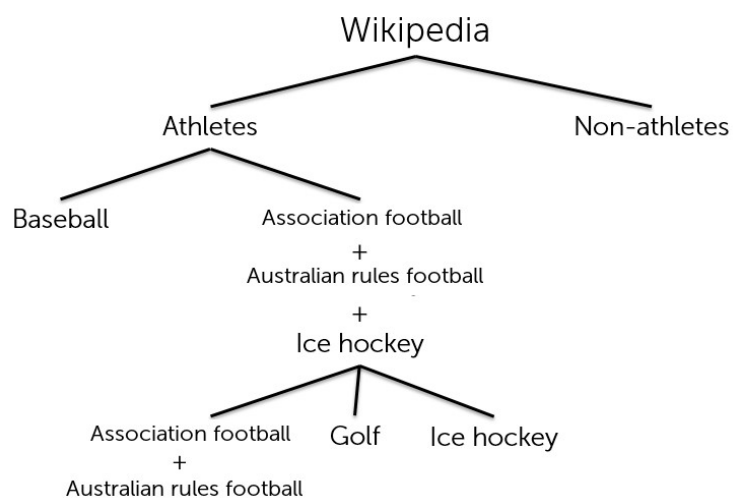 Wikipedia
Athletes
Non-athletes
Baseball
Association football
+
Australian rules football
+
Ice hockey
Association football
+
Australian rules football
Golf
Ice hockey